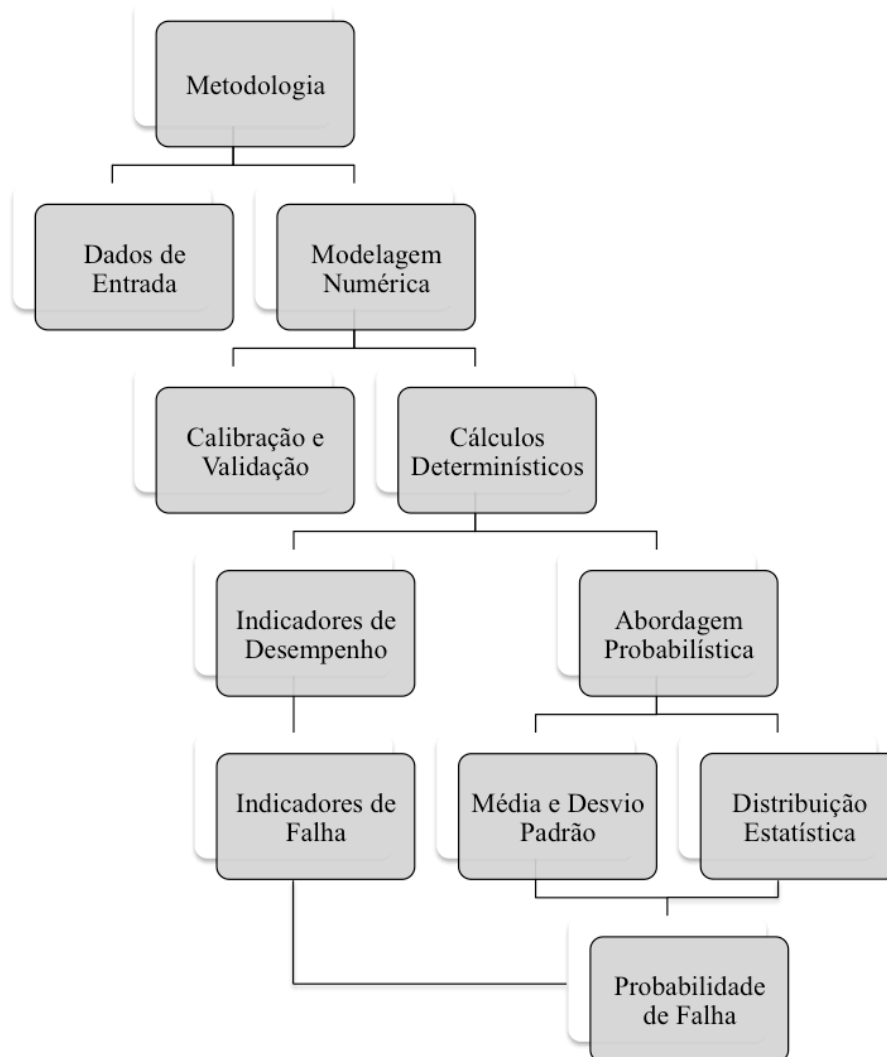 Metodologia
Dados de
Entrada
Modelagem
Numérica
Calibração e
Validação
Cálculos
Determinísticos
Indicadores de
Desempenho
Abordagem
Probabilística
Indicadores de
Falha
Média e Desvio
Padrão
Distribuição
Estatística
Probabilidade
de Falha